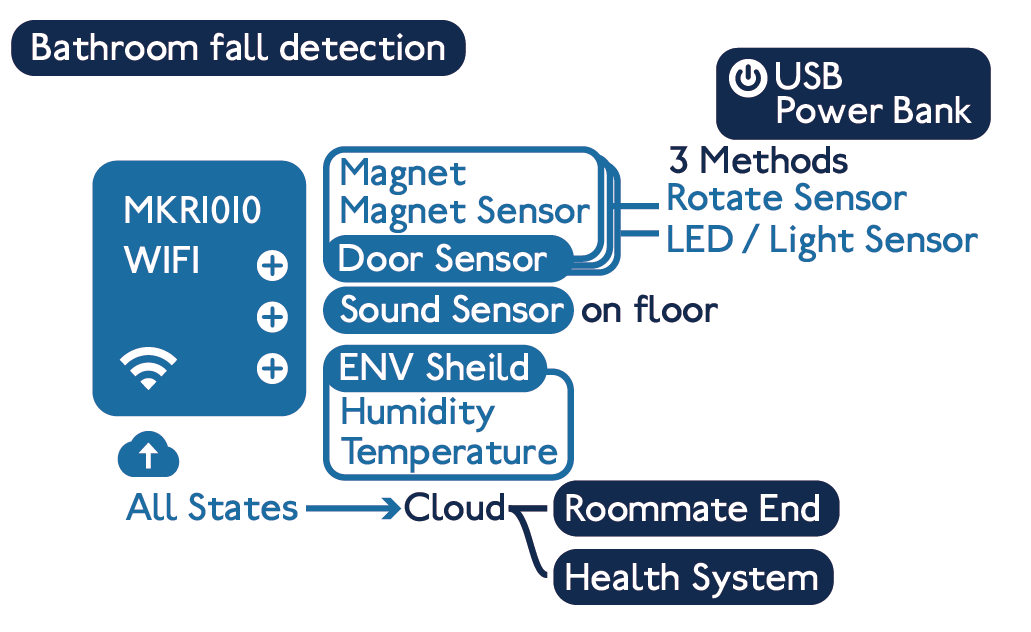 Bathroom fall detection
USB
Power Bank
MKR1010
WIFI
Magnet
Magnet Sensor
Door Sensor
3 Methods
Rotate Sensor
LED / Light Sensor
Sound Sensor on floor
ENV Sheild
Humidity
Temperature
All States
Cloud
Roommate End
Health System